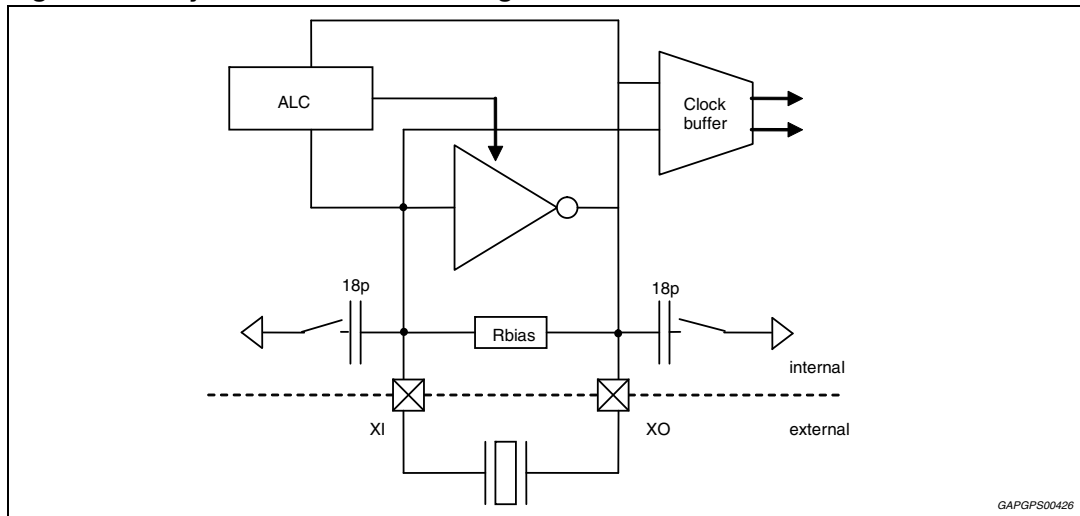 ALC
Clock
buffer
18p
18p
Rbias
internal
XI
XO
external
GAPGPS00426